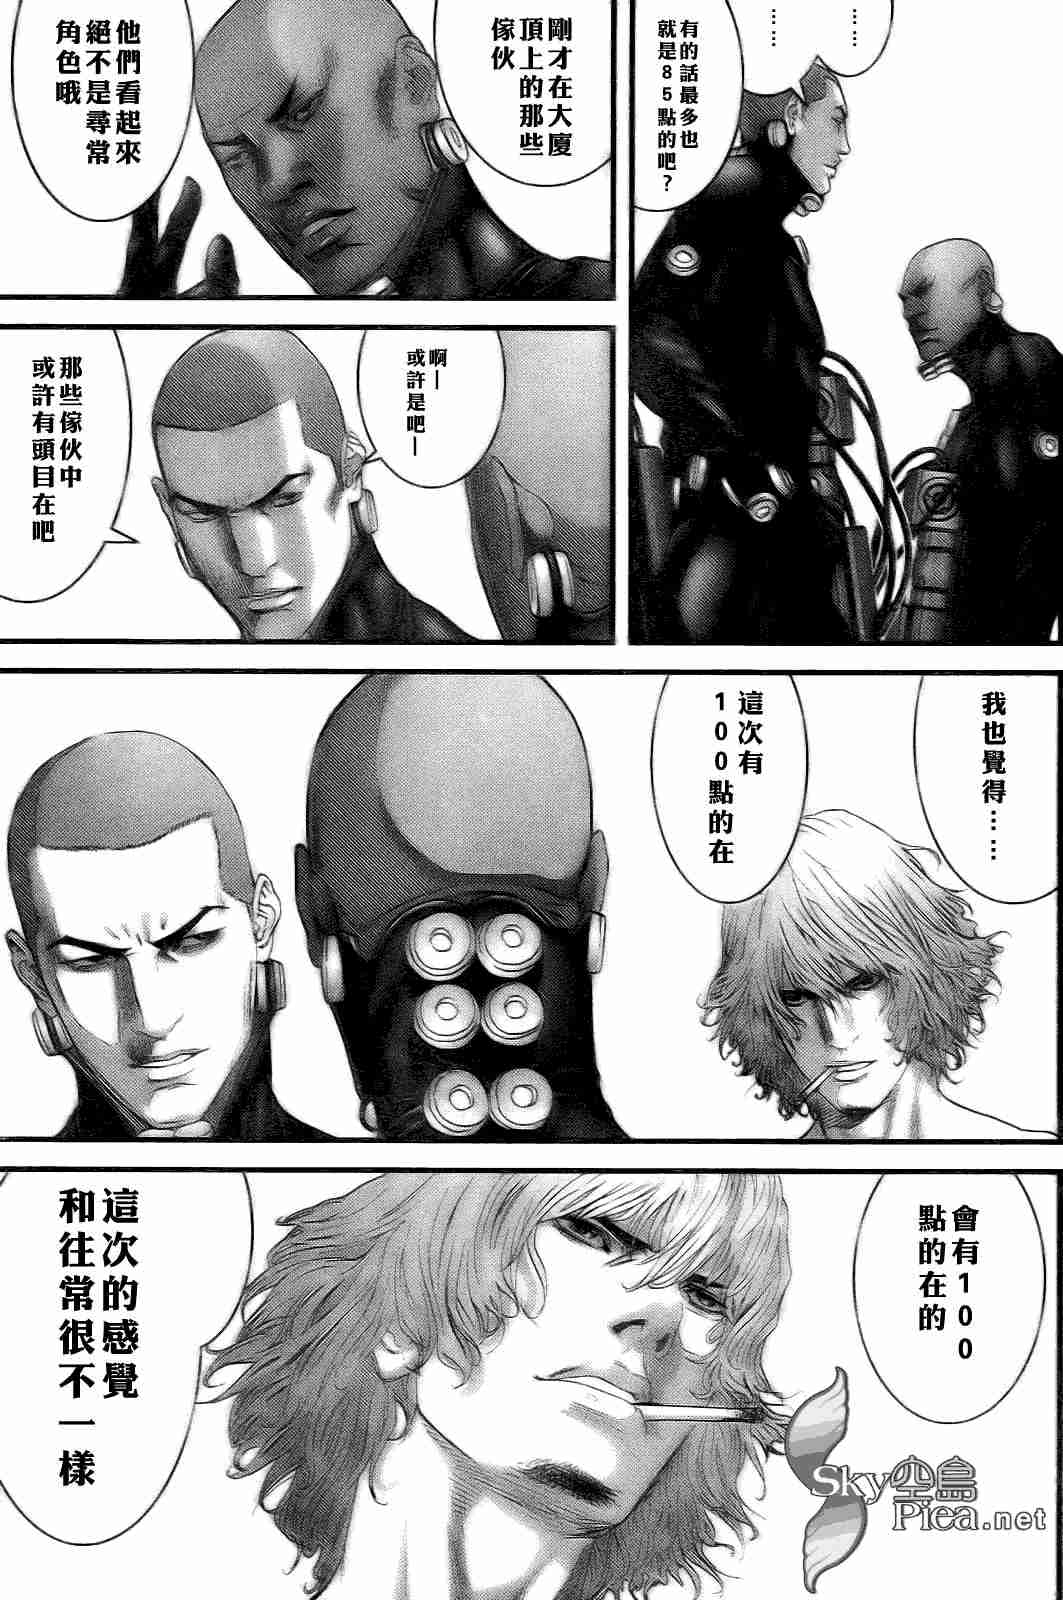 ……
……
有的話最多也
就是85點的吧？
剛才在大廈
頂上的那些
傢伙
他們看起來
絕不是尋常
角色哦
啊—
或許是吧—
那些傢伙中
或許有頭目在吧
我也覺得……
這次有
100點的在
會有100
點的在的
這次的感覺
和往常很不一樣
Sky空島
Piea.net